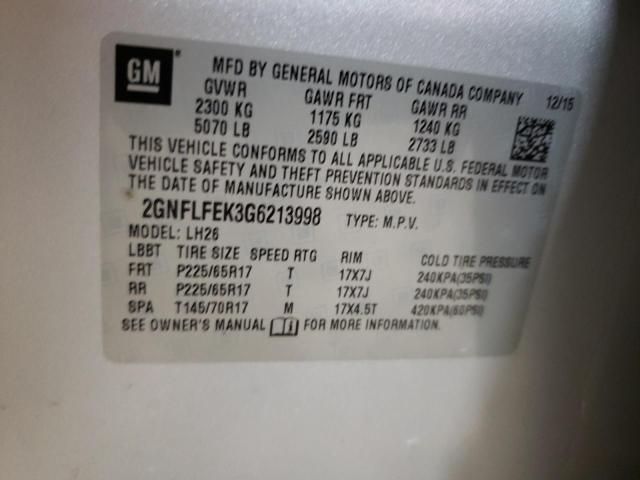 GM
MFD BY GENERAL MOTORS OF CANADA COMPANY 12/15
GVWR GAWR FRT GAWR RR
2300 KG 1175 KG 1240 KG
5070 LB 2590 LB 2733 LB
THIS VEHICLE CONFORMS TO ALL APPLICABLE U.S. FEDERAL MOTOR
VEHICLE SAFETY AND THEFT PREVENTION STANDARDS IN EFFECT ON
THE DATE OF MANUFACTURE SHOWN ABOVE.
2GNFLFEK3G6213998 TYPE: M.P.V.
MODEL: LH26
LBBT TIRE SIZE SPEED RTG RIM COLD TIRE PRESSURE
FRT P225/65R17 T 17X7J 240KPA(35PSI)
RR P225/65R17 T 17X7J 240KPA(35PSI)
SPA T145/70R17 M 17X4.5T 420KPA(60PSI)
SEE OWNER'S MANUAL FOR MORE INFORMATION.